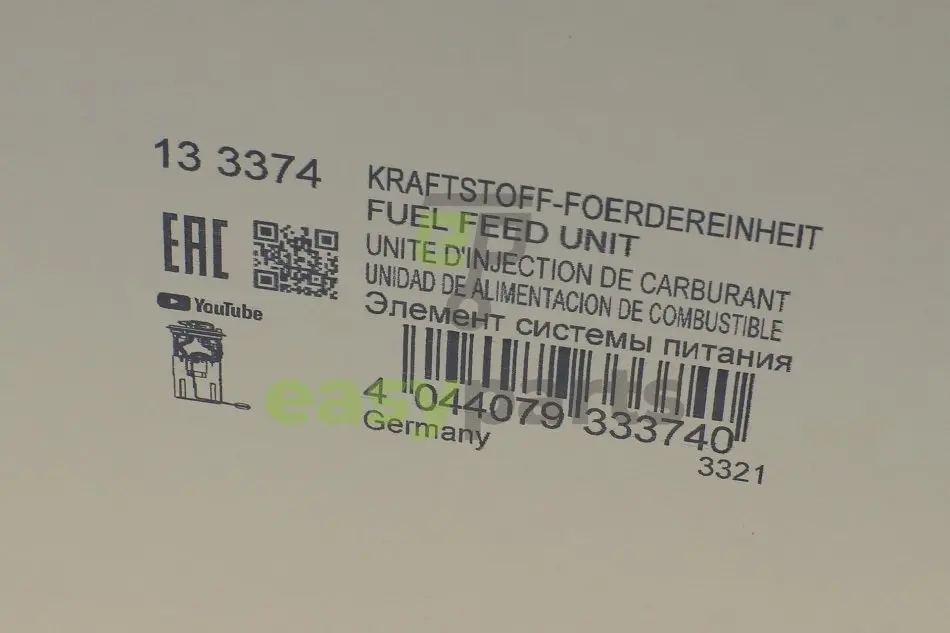 13 3374
KRAFTSTOFF-FOERDEREINHEIT
FUEL FEED UNIT
UNITE D'INJECTION DE CARBURANT
UNIDAD DE ALIMENTACION DE COMBUSTIBLE
Элемент системы питания
EAC
YouTube
4 044079 333740
Germany
3321
easyparts